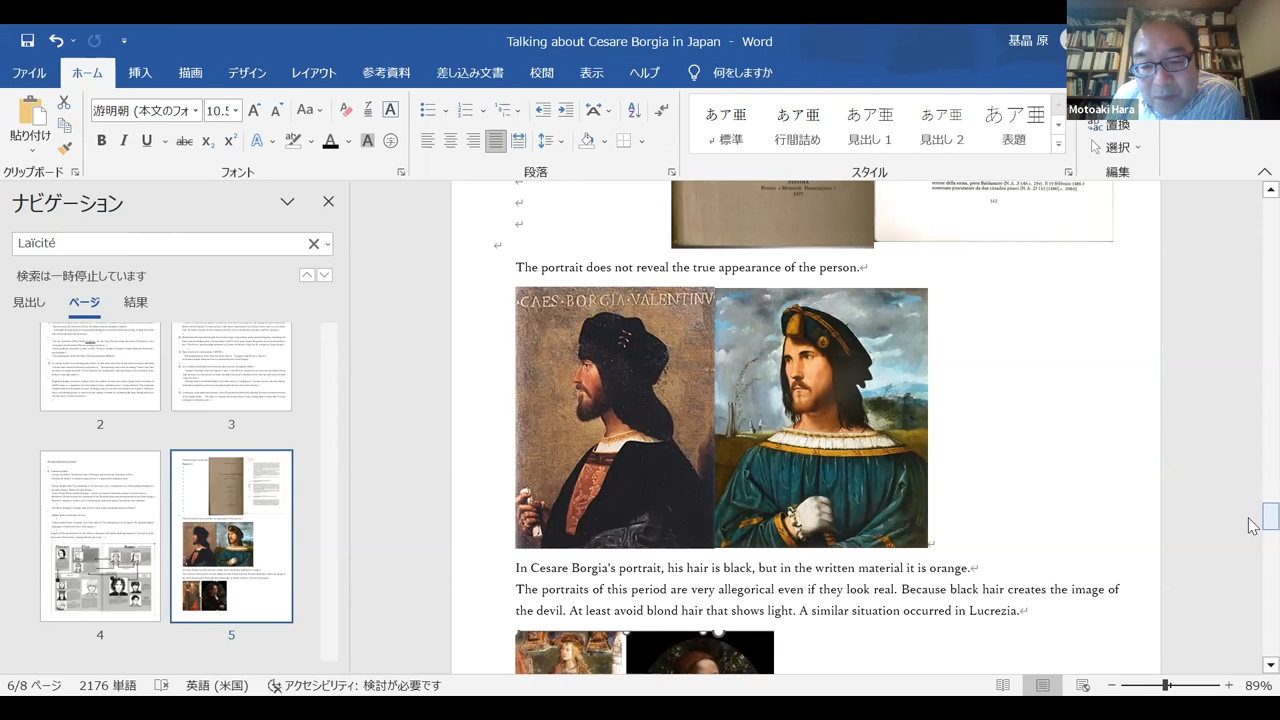 Talking about Cesare Borgia in Japan - Word
基晶 原
Motoaki Hara
ファイル ホーム 挿入 描画 デザイン レイアウト 参考資料 差し込み文書 校閲 表示 ヘルプ 何をしますか
貼り付け
游明朝 (本文のフォ
10.5
Aa
A
B I U abc X₂ X²
あア亜 あア亜 あア亜 あア亜 あア亜
標準 行間詰め 見出し 1 見出し 2 表題
置換
選択
クリップボード フォント 段落 スタイル 編集
ナビゲーション
Laïcité
検索は一時停止しています
見出し ページ 結果
2 3
4 5
1927
312
The portrait does not reveal the true appearance of the person.
CAES·BORGIA·VALENTINV
In Cesare Borgia's portrait, his hair is black, but in the written material it is orange.
The portraits of this period are very allegorical even if they look real. Because black hair creates the image of
the devil. At least avoid blond hair that shows light. A similar situation occurred in Lucrezia.
6/8 ページ 2176 単語 英語 (米国) アクセシビリティ: 検討が必要です
89%